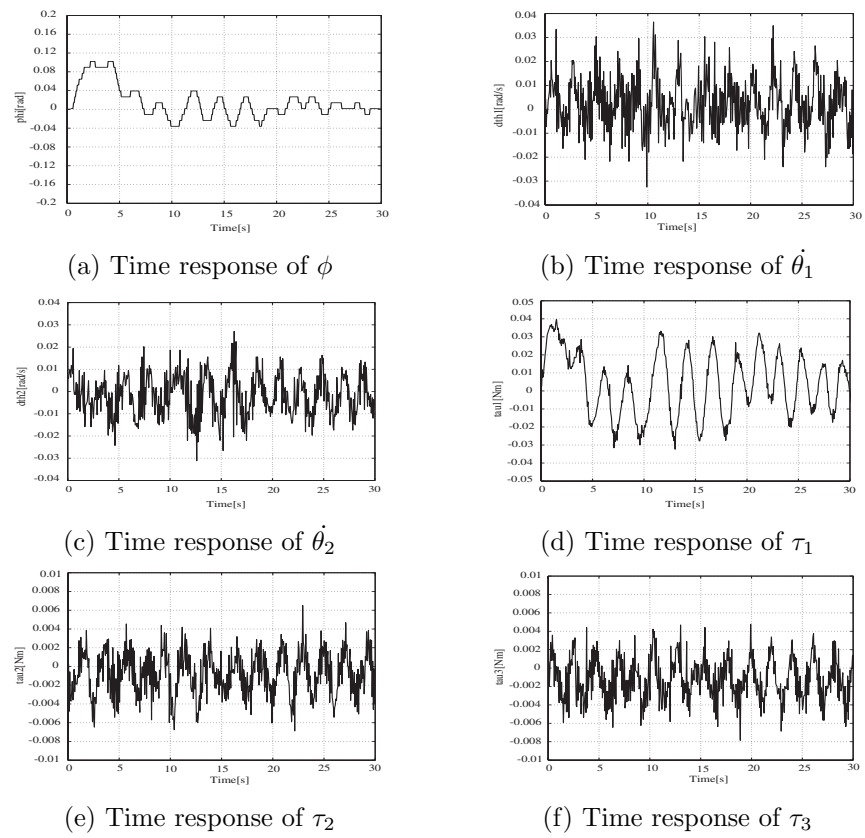 0.2
0.16
0.12
0.08
0.04
0
-0.04
-0.08
-0.12
-0.16
-0.2
phi[rad]
0 5 10 15 20 25 30
Time[s]
(a) Time response of ϕ
0.04
0.03
0.02
0.01
0
-0.01
-0.02
-0.03
-0.04
dth1[rad/s]
0 5 10 15 20 25 30
Time[s]
(b) Time response of θ̇₁
0.04
0.03
0.02
0.01
0
-0.01
-0.02
-0.03
-0.04
dth2[rad/s]
0 5 10 15 20 25 30
Time[s]
(c) Time response of θ̇₂
0.05
0.04
0.03
0.02
0.01
0
-0.01
-0.02
-0.03
-0.04
-0.05
tau1[Nm]
0 5 10 15 20 25 30
Time[s]
(d) Time response of τ₁
0.01
0.008
0.006
0.004
0.002
0
-0.002
-0.004
-0.006
-0.008
-0.01
tau2[Nm]
0 5 10 15 20 25 30
Time[s]
(e) Time response of τ₂
0.01
0.008
0.006
0.004
0.002
0
-0.002
-0.004
-0.006
-0.008
-0.01
tau3[Nm]
0 5 10 15 20 25 30
Time[s]
(f) Time response of τ₃